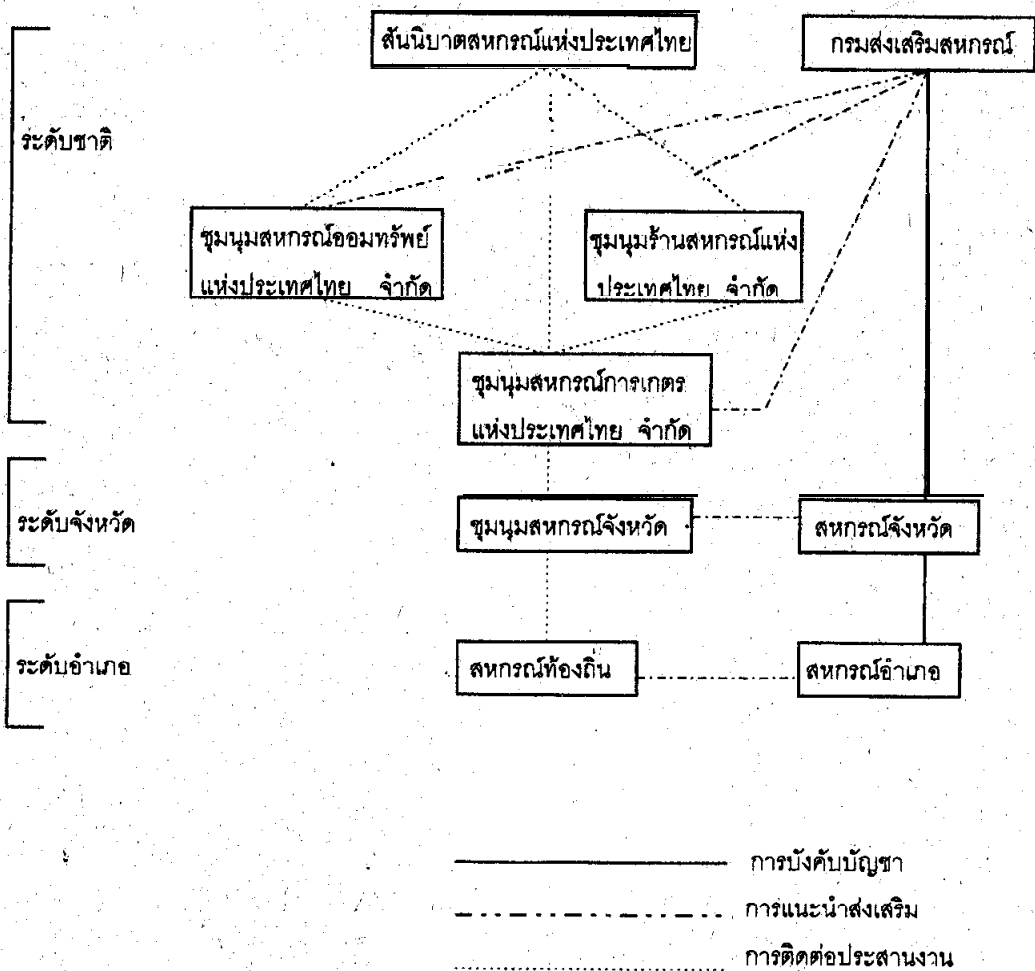 สันนิบาตสหกรณ์แห่งประเทศไทย
กรมส่งเสริมสหกรณ์
ระดับชาติ
ชุมนุมสหกรณ์ออมทรัพย์
แห่งประเทศไทย จำกัด
ชุมนุมร้านสหกรณ์แห่ง
ประเทศไทย จำกัด
ชุมนุมสหกรณ์การเกตร
แห่งประเทศไทย จำกัด
ระดับจังหวัด
ชุมนุมสหกรณ์จังหวัด
สหกรณ์จังหวัด
ระดับอำเภอ
สหกรณ์ท้องถิ่น
สหกรณ์อำเภอ
การบังคับบัญชา
การแนะนำส่งเสริม
การติดต่อประสานงาน